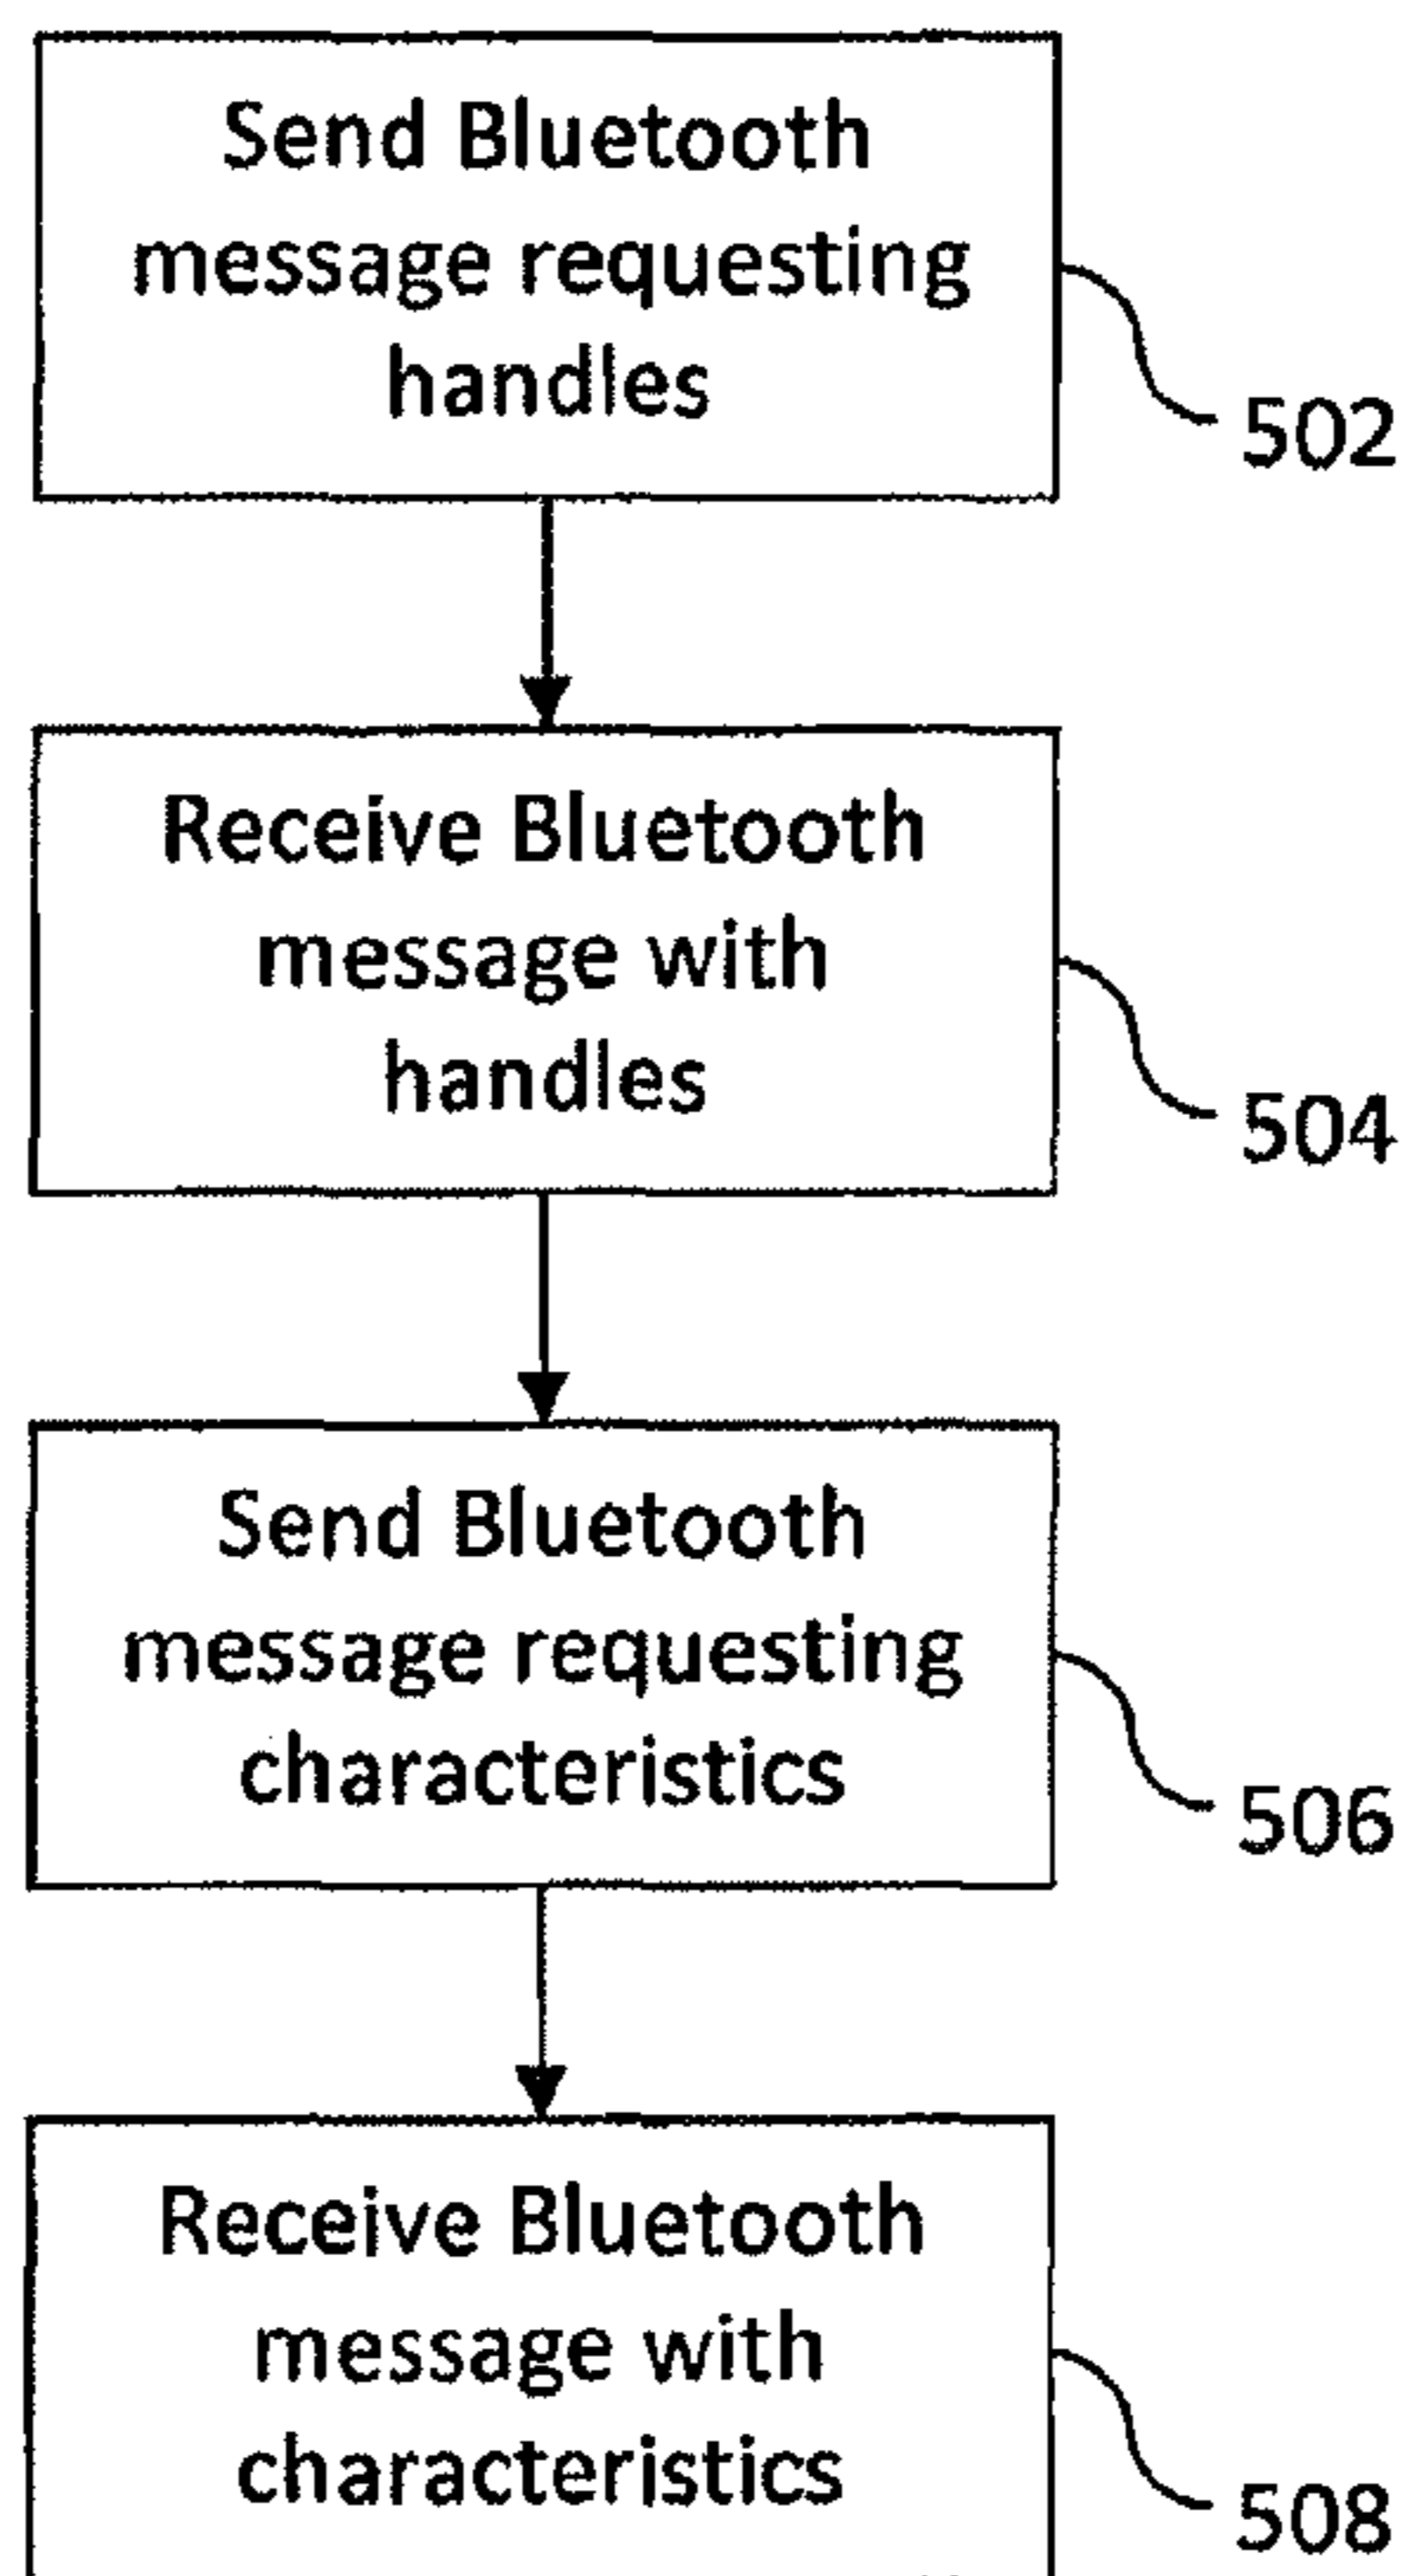 Send Bluetooth
message requesting
handles
502
Receive Bluetooth
message with
handles
504
Send Bluetooth
message requesting
characteristics
506
Receive Bluetooth
message with
characteristics
508